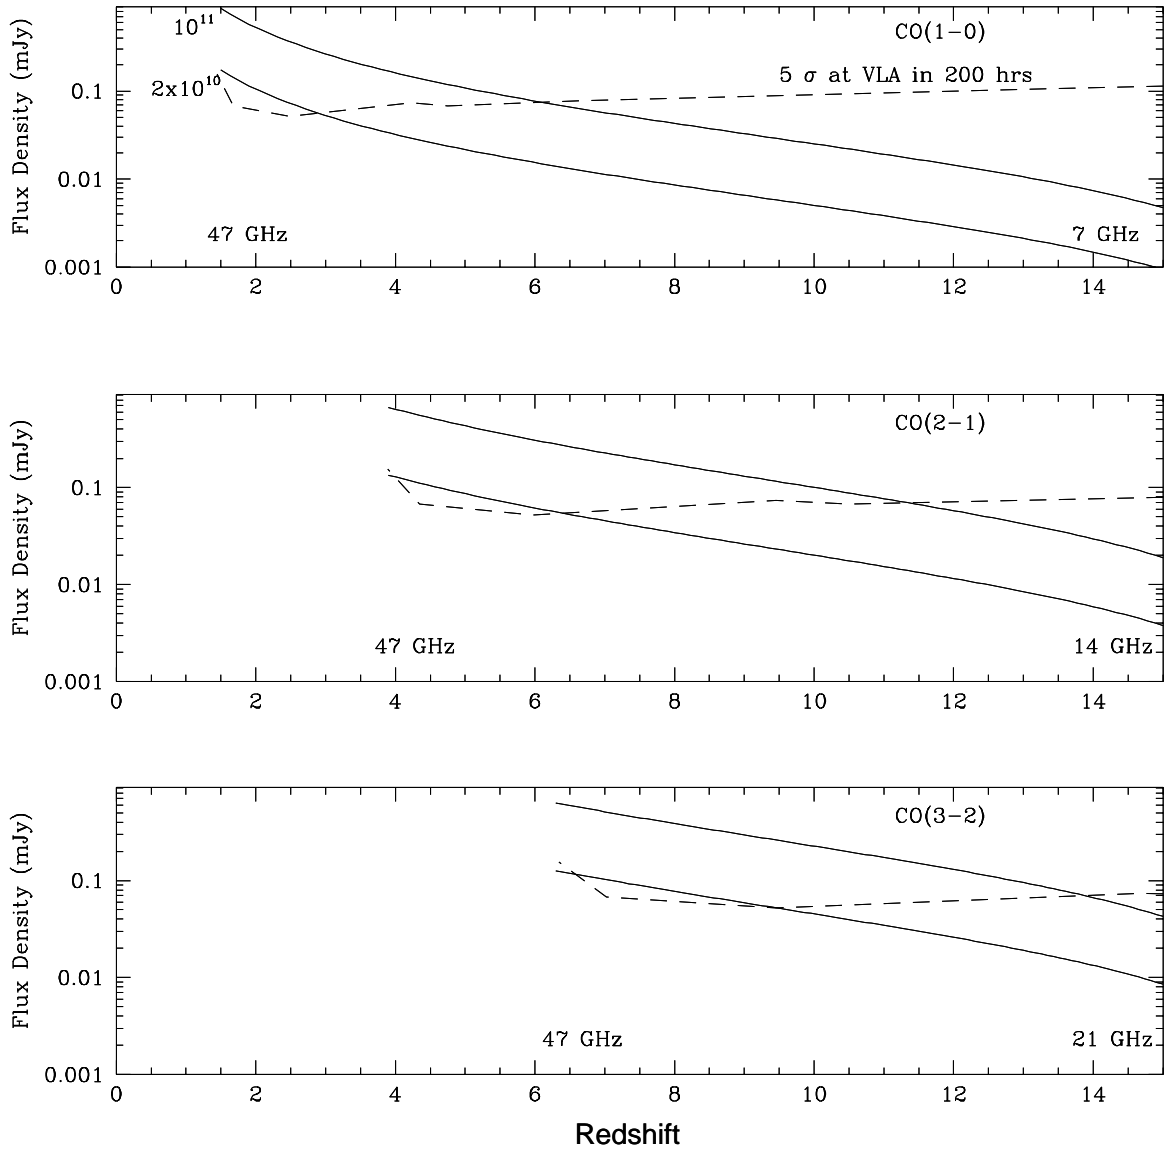 Flux Density (mJy)
10¹¹
2x10¹⁰
CO(1−0)
5 σ at VLA in 200 hrs
47 GHz
7 GHz
0.1
0.01
0.001
0 2 4 6 8 10 12 14
Flux Density (mJy)
CO(2−1)
47 GHz
14 GHz
0.1
0.01
0.001
0 2 4 6 8 10 12 14
Flux Density (mJy)
CO(3−2)
47 GHz
21 GHz
0.1
0.01
0.001
0 2 4 6 8 10 12 14
Redshift